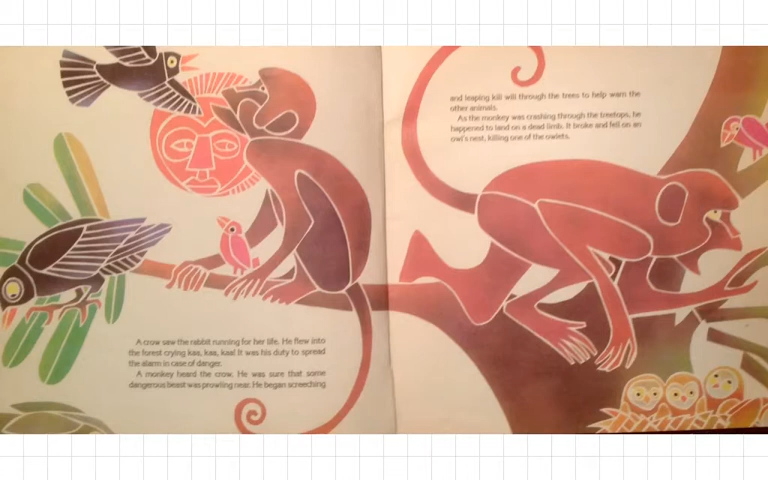 A crow saw the rabbit running for her life. He flew into
the forest crying kaa, kaa, kaa! It was his duty to spread
the alarm in case of danger.
A monkey heard the crow. He was sure that some
dangerous beast was prowling near. He began screeching
and leaping kili wili through the trees to help warn the
other animals.
As the monkey was crashing through the treetops, he
happened to land on a dead limb. It broke and fell on an
owl's nest, killing one of the owlets.